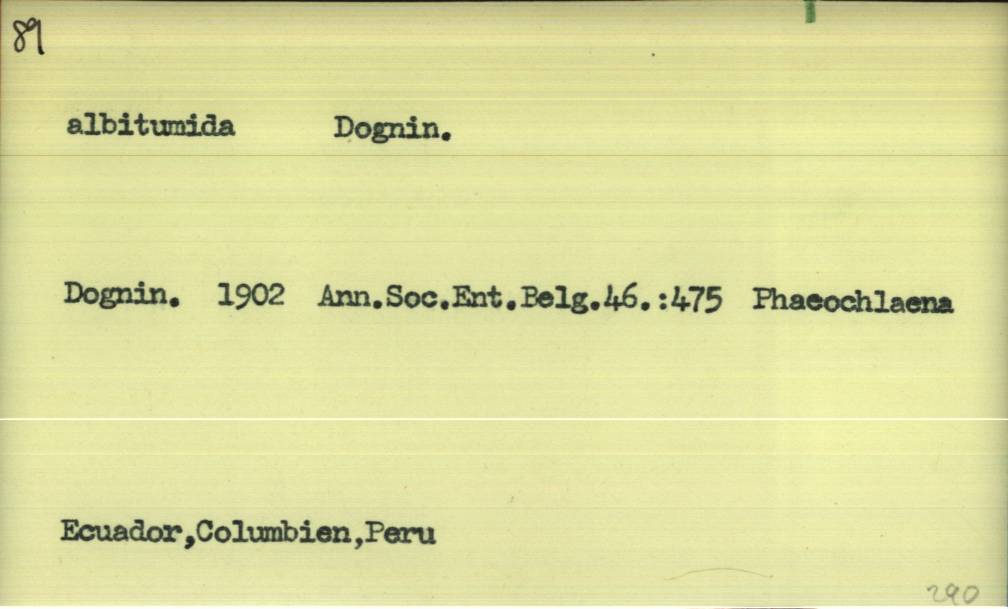 89
albitumida Dognin.
Dognin. 1902 Ann.Soc.Ent.Belg.46.:475 Phaeochlaena
Ecuador,Columbien,Peru
290